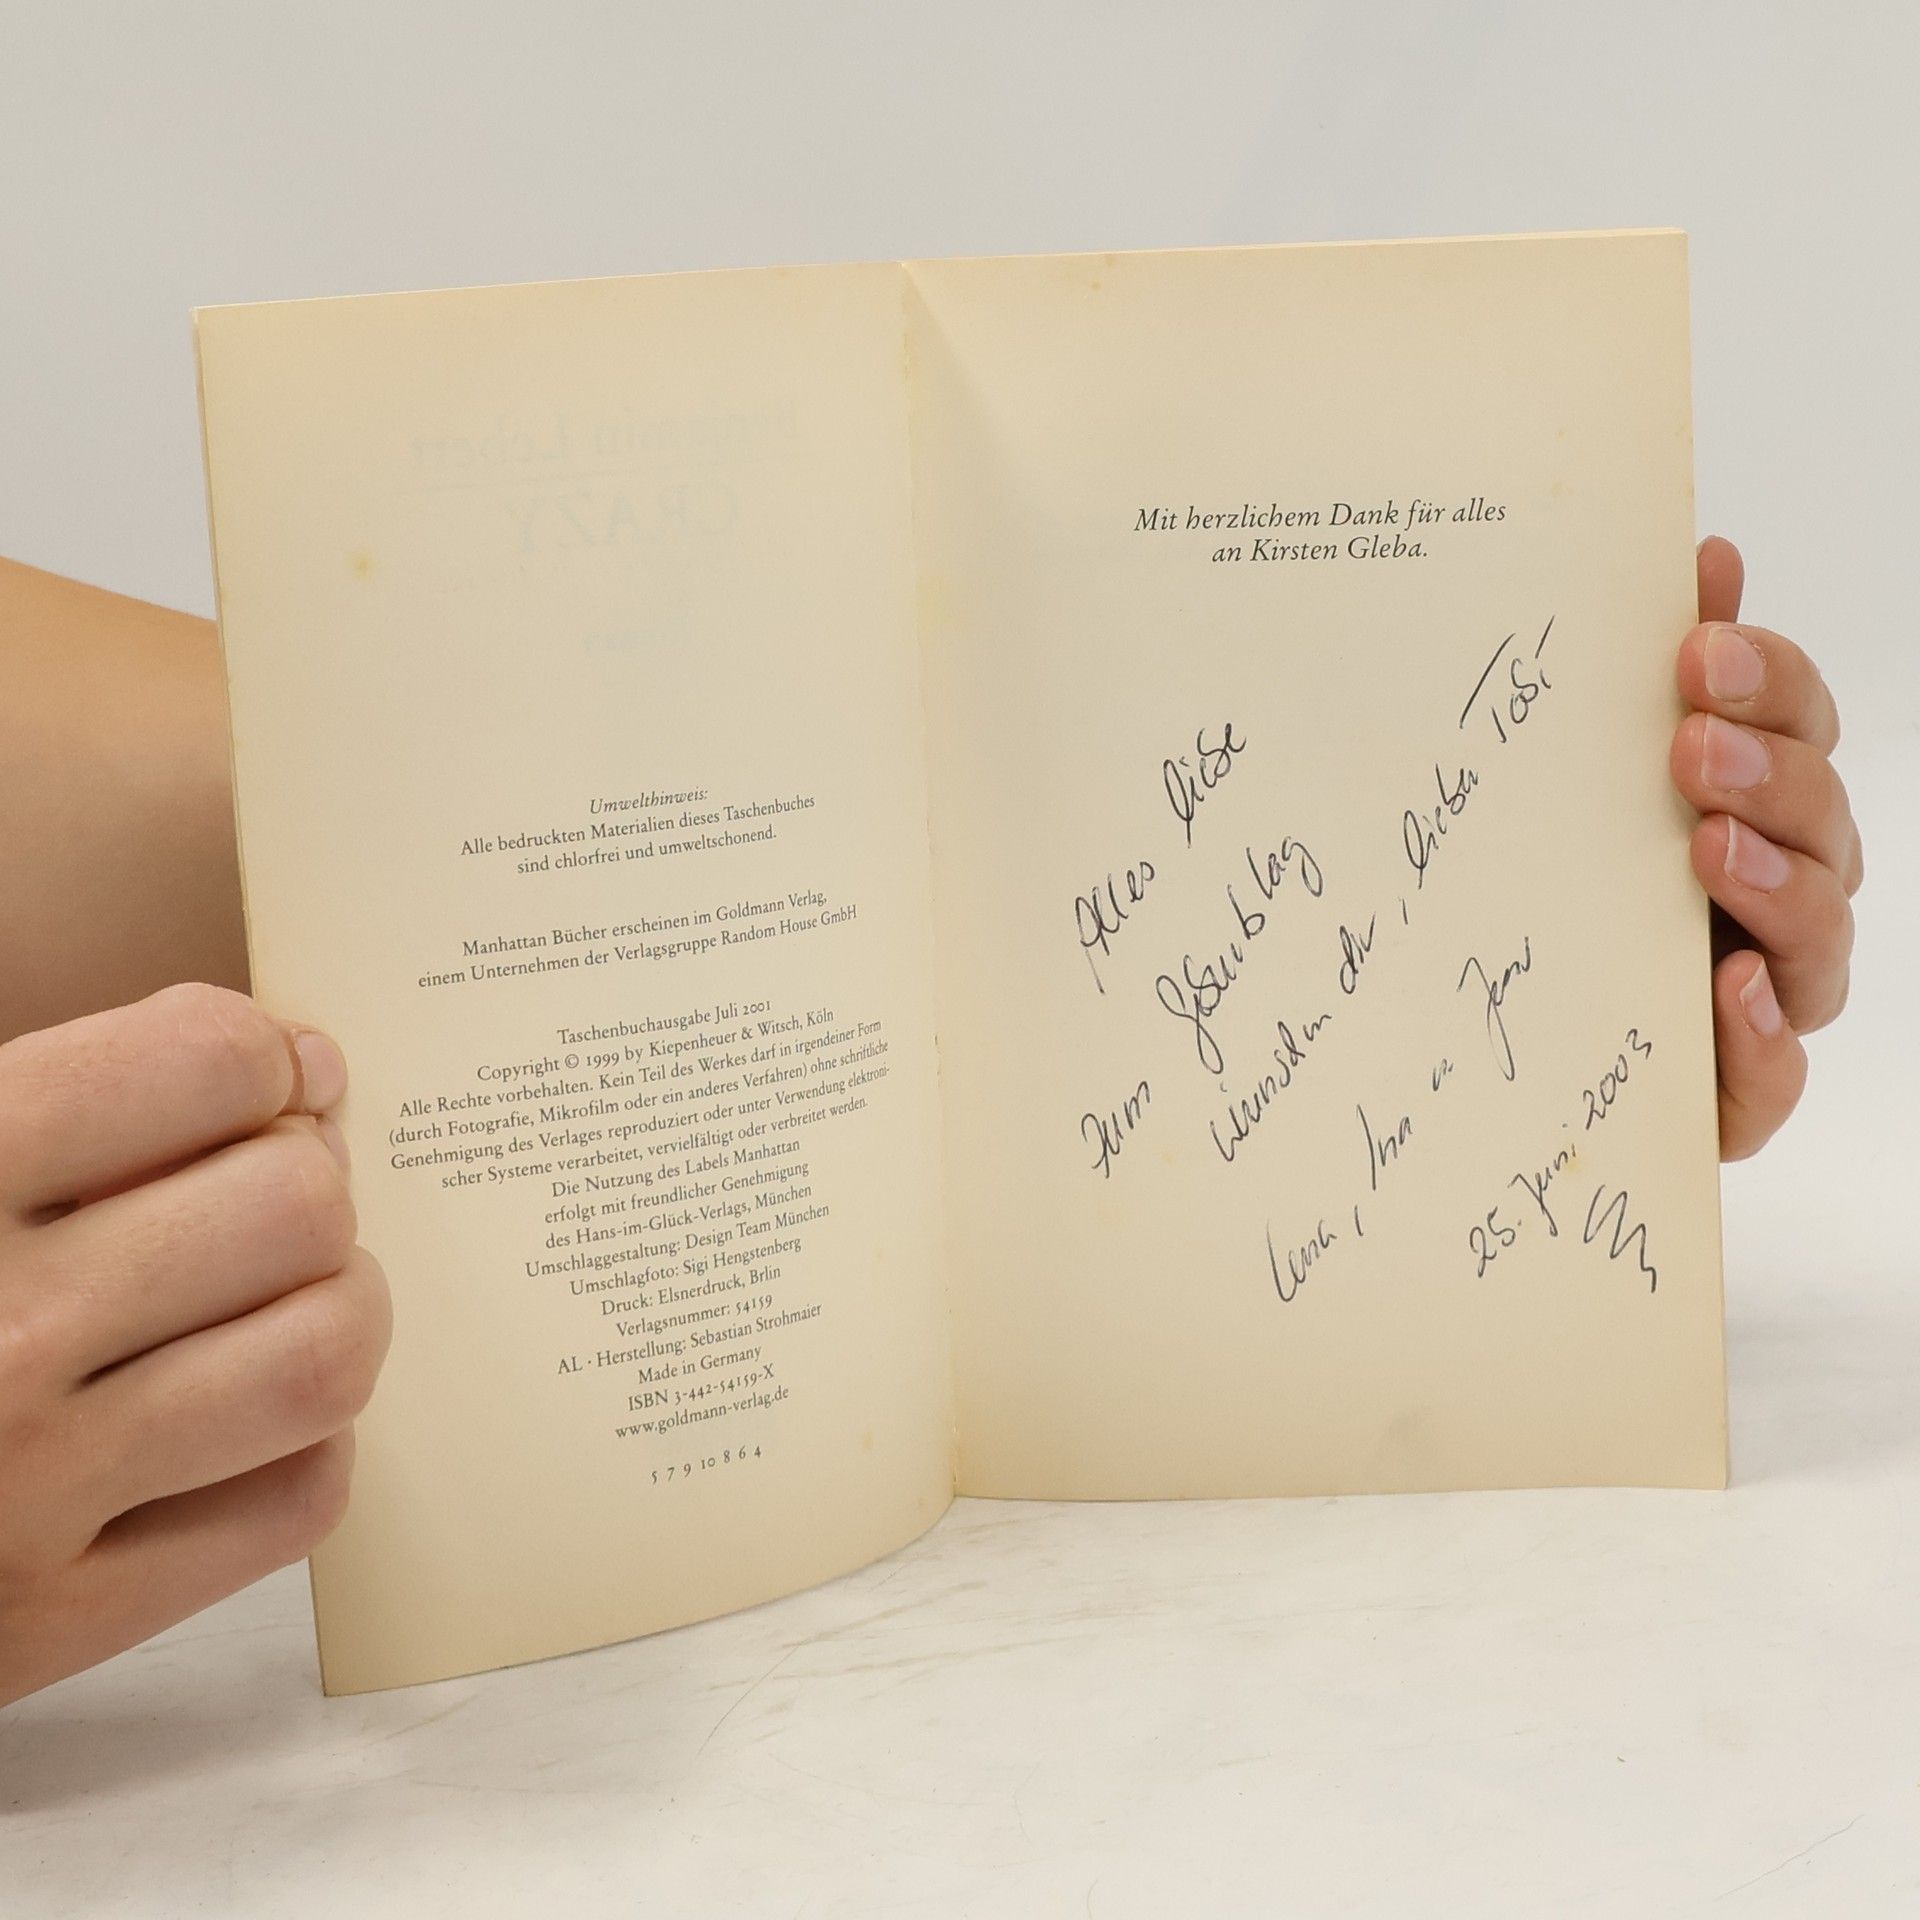 Umwelthinweis:
Alle bedruckten Materialien dieses Taschenbuches
sind chlorfrei und umweltschonend.
Manhattan Bücher erscheinen im Goldmann Verlag,
einem Unternehmen der Verlagsgruppe Random House GmbH
Taschenbuchausgabe Juli 2001
Copyright © 1999 by Kiepenheuer & Witsch, Köln
Alle Rechte vorbehalten. Kein Teil des Werkes darf in irgendeiner Form
(durch Fotografie, Mikrofilm oder ein anderes Verfahren) ohne schriftliche
Genehmigung des Verlages reproduziert oder unter Verwendung elektroni-
scher Systeme verarbeitet, vervielfältigt oder verbreitet werden.
Die Nutzung des Labels Manhattan
erfolgt mit freundlicher Genehmigung
des Hans-im-Glück-Verlags, München
Umschlaggestaltung: Design Team München
Umschlagfoto: Sigi Hengstenberg
Druck: Elsnerdruck, Brlin
Verlagsnummer: 54159
AL · Herstellung: Sebastian Strohmaier
Made in Germany
ISBN 3-442-54159-X
www.goldmann-verlag.de
5 7 9 10 8 6 4
Mit herzlichem Dank für alles
an Kirsten Gleba.
Alles liebe
zum Geburtstag
wünschen dir, lieber Tobi
Lena,
25. Juni 2003